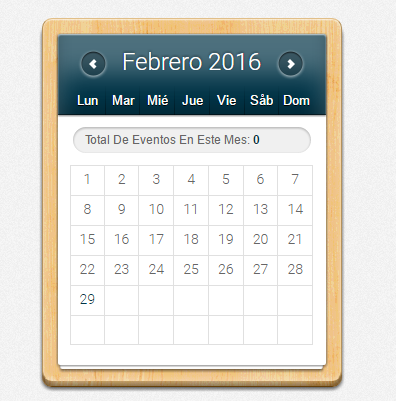 Febrero 2016
Lun Mar Mié Jue Vie Sáb Dom
Total De Eventos En Este Mes: 0
1 2 3 4 5 6 7
8 9 10 11 12 13 14
15 16 17 18 19 20 21
22 23 24 25 26 27 28
29